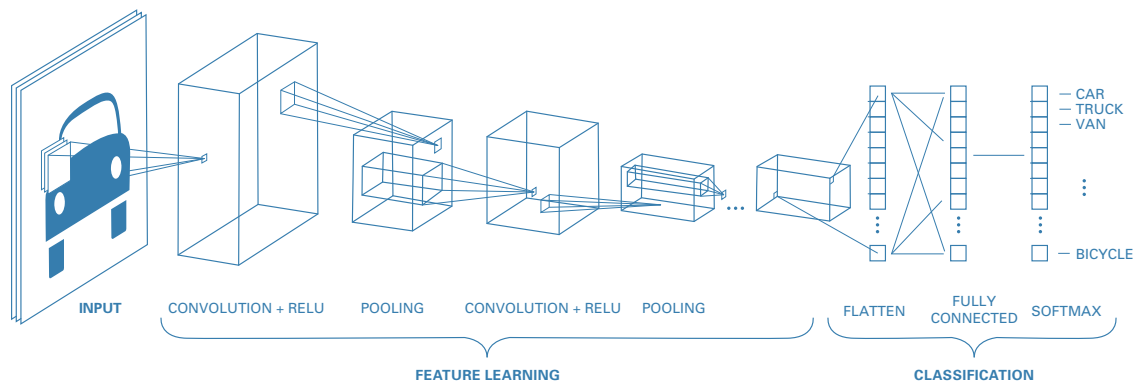 CAR
TRUCK
VAN
BICYCLE
INPUT
CONVOLUTION + RELU
POOLING
CONVOLUTION + RELU
POOLING
FLATTEN
FULLY
CONNECTED
SOFTMAX
FEATURE LEARNING
CLASSIFICATION